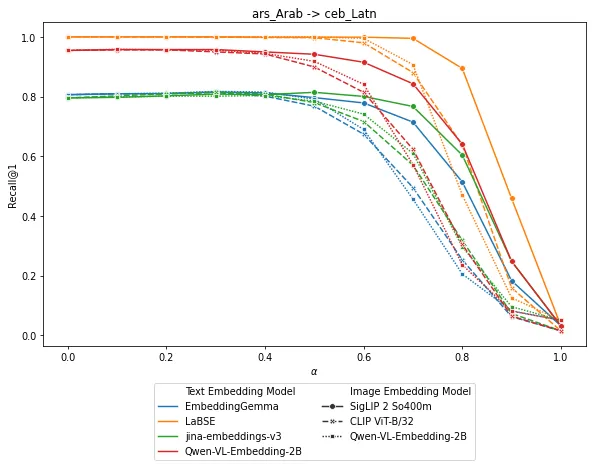 ars_Arab -> ceb_Latn
Recall@1
1.0
0.8
0.6
0.4
0.2
0.0
0.0 0.2 0.4 0.6 0.8 1.0
α
Text Embedding Model
EmbeddingGemma
LaBSE
jina-embeddings-v3
Qwen-VL-Embedding-2B
Image Embedding Model
SigLIP 2 So400m
CLIP ViT-B/32
Qwen-VL-Embedding-2B